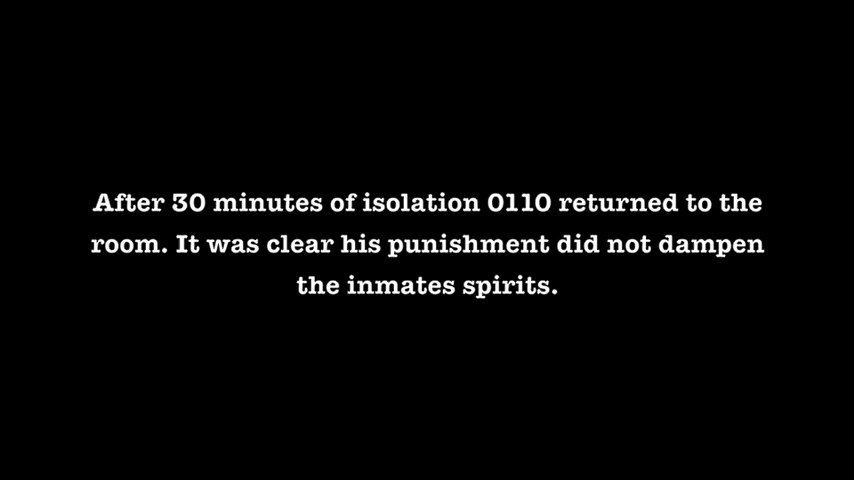 After 30 minutes of isolation 0110 returned to the
room. It was clear his punishment did not dampen
the inmates spirits.